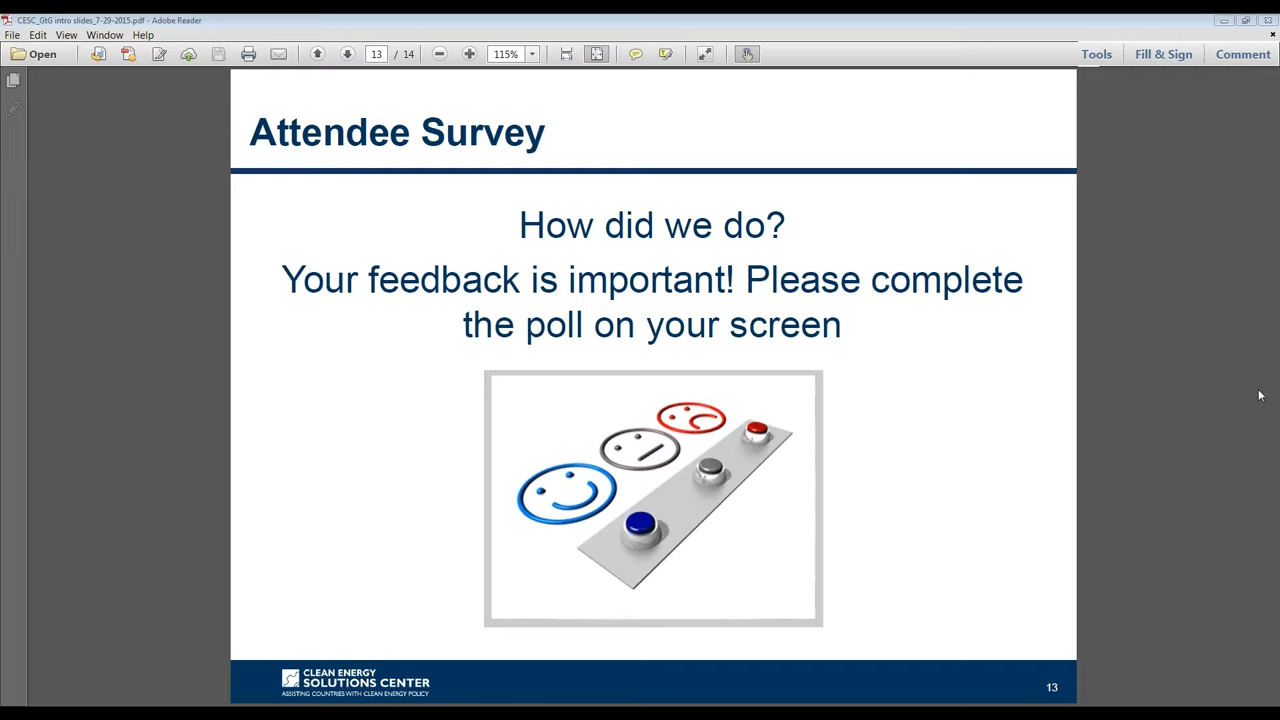 CESC_GtG intro slides_7-29-2015.pdf - Adobe Reader
File Edit View Window Help
Open 13 / 14 115% Tools Fill & Sign Comment
Attendee Survey
How did we do?
Your feedback is important! Please complete
the poll on your screen
CLEAN ENERGY
SOLUTIONS CENTER
ASSISTING COUNTRIES WITH CLEAN ENERGY POLICY
13